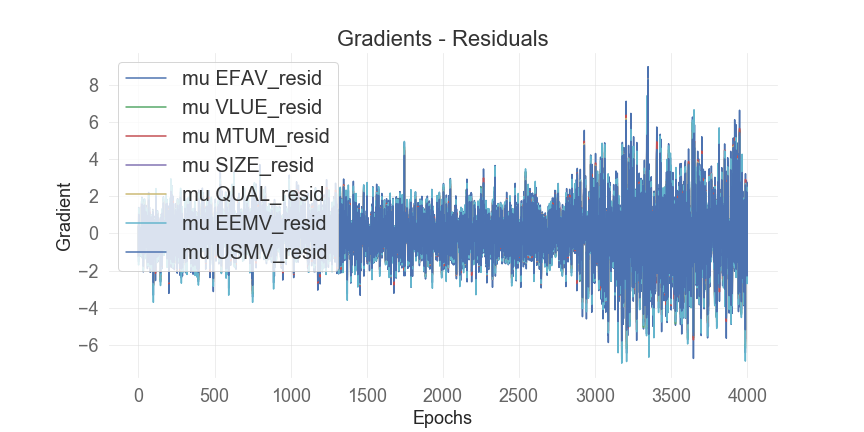 Gradients - Residuals
mu EFAV_resid
mu VLUE_resid
mu MTUM_resid
mu SIZE_resid
mu QUAL_resid
mu EEMV_resid
mu USMV_resid
8
6
4
2
0
−2
−4
−6
Gradient
0 500 1000 1500 2000 2500 3000 3500 4000
Epochs